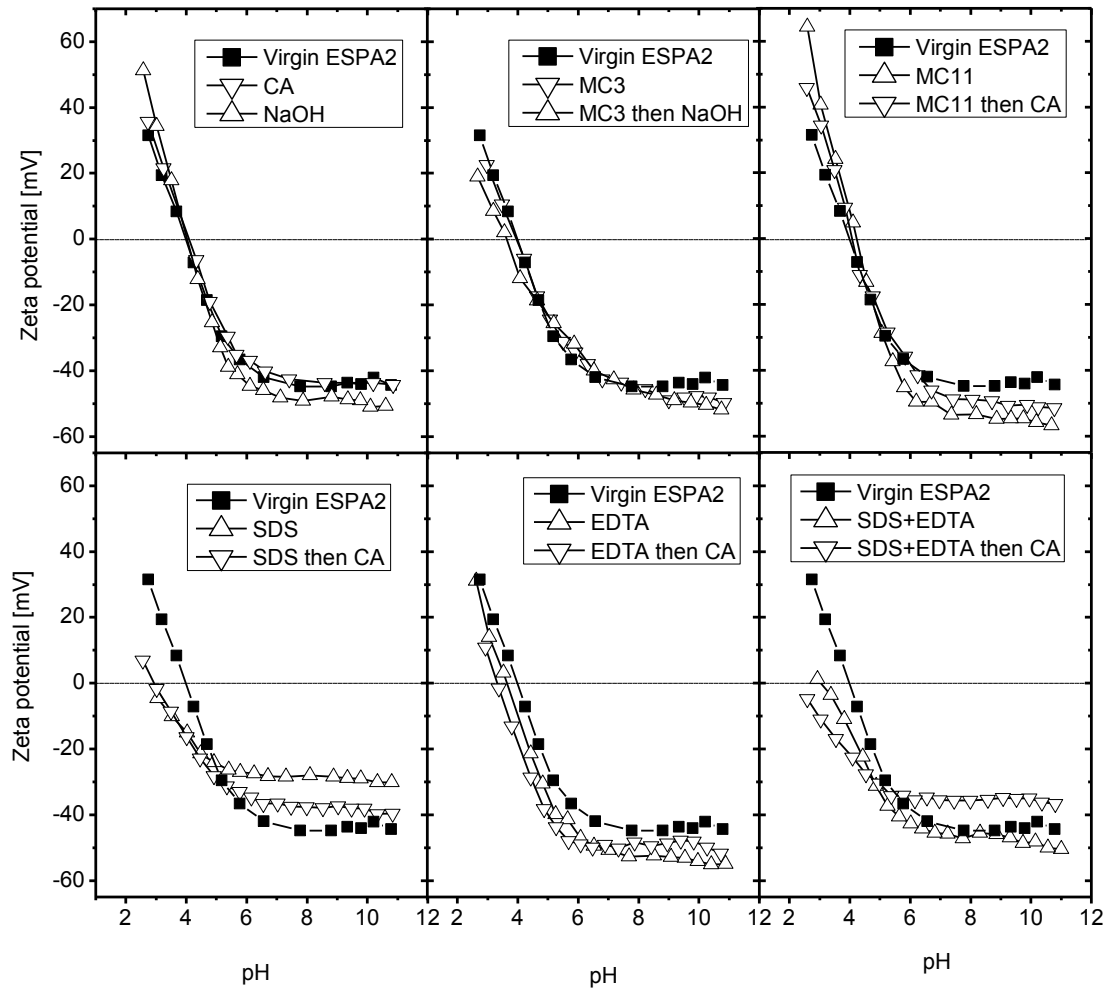 60
40
20
0
-20
-40
-60
Zeta potential [mV]
Virgin ESPA2
CA
NaOH
Virgin ESPA2
MC3
MC3 then NaOH
Virgin ESPA2
MC11
MC11 then CA
60
40
20
0
-20
-40
-60
Zeta potential [mV]
Virgin ESPA2
SDS
SDS then CA
Virgin ESPA2
EDTA
EDTA then CA
Virgin ESPA2
SDS+EDTA
SDS+EDTA then CA
2 4 6 8 10 12 2 4 6 8 10 12 2 4 6 8 10 12
pH pH pH